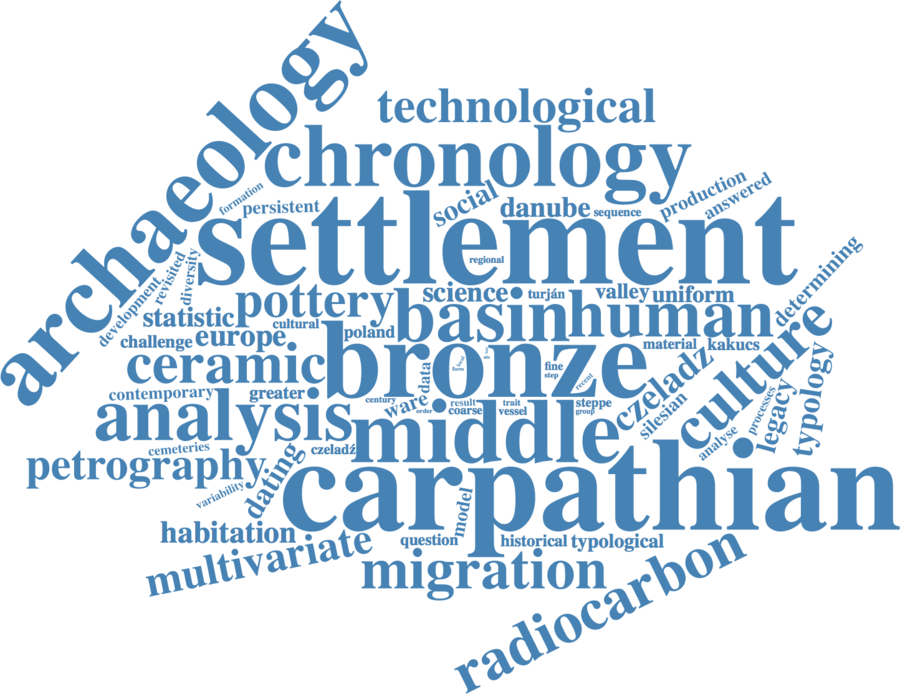 archaeology
technological
chronology
formation
persistent
social
danube
sequence
production
answered
settlement
regional
development
revisited
diversity
pottery
science
turján
valley
uniform
determining
statistic
cultural
poland
basin
human
challenge
europe
material
kakucs
ceramic
bronze
data
fine
step
recent
form
culture
czeladz
contemporary
greater
century
ware
order
result
coarse
trait
vessel
steppe
group
silesian
analyse
processes
legacy
typology
analysis
middle
cemeteries
czeladź
petrography
dating
variability
carpathian
model
habitation
question
historical
typological
multivariate
migration
radiocarbon